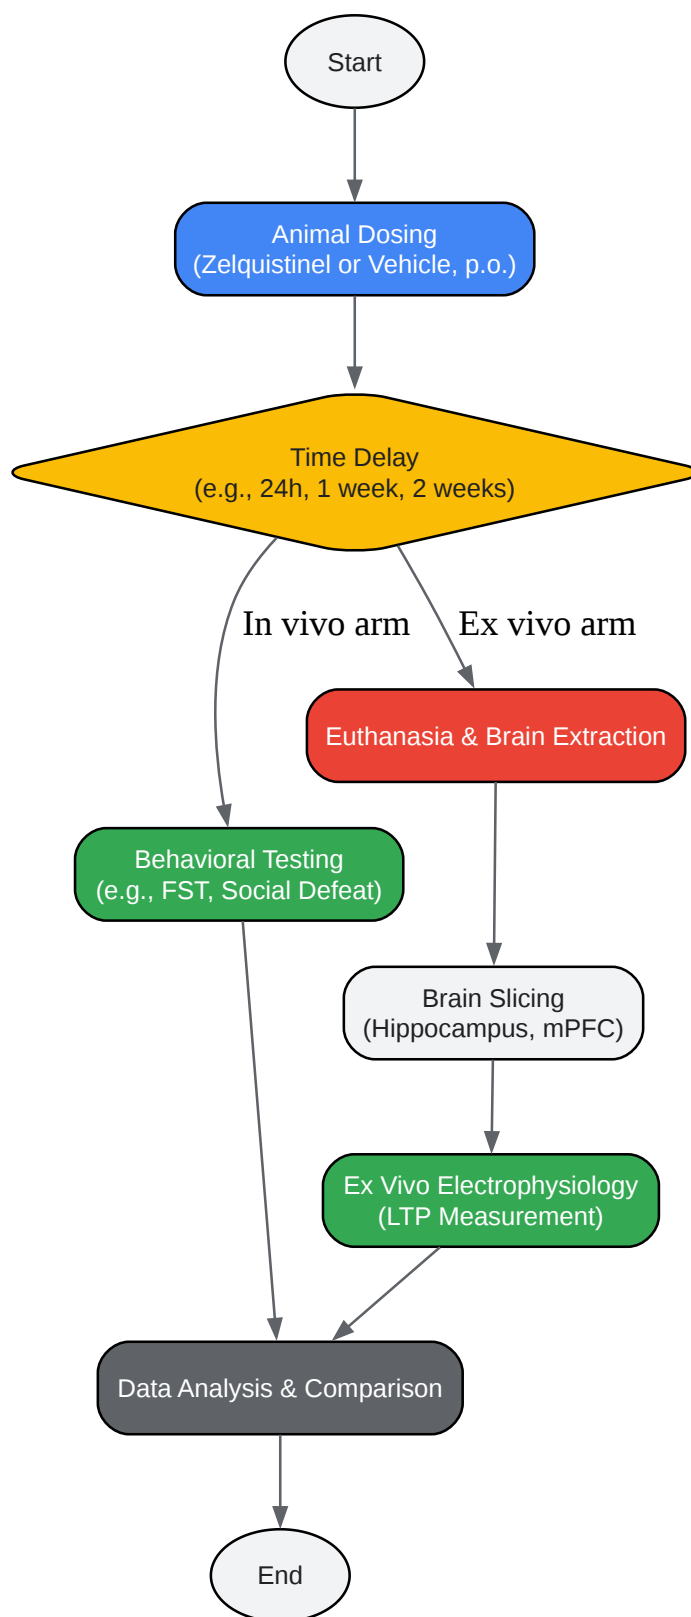 Start
Animal Dosing
(Zelquistinel or Vehicle, p.o.)
Time Delay
(e.g., 24h, 1 week, 2 weeks)
In vivo arm
Ex vivo arm
Euthanasia & Brain Extraction
Behavioral Testing
(e.g., FST, Social Defeat)
Brain Slicing
(Hippocampus, mPFC)
Ex Vivo Electrophysiology
(LTP Measurement)
Data Analysis & Comparison
End